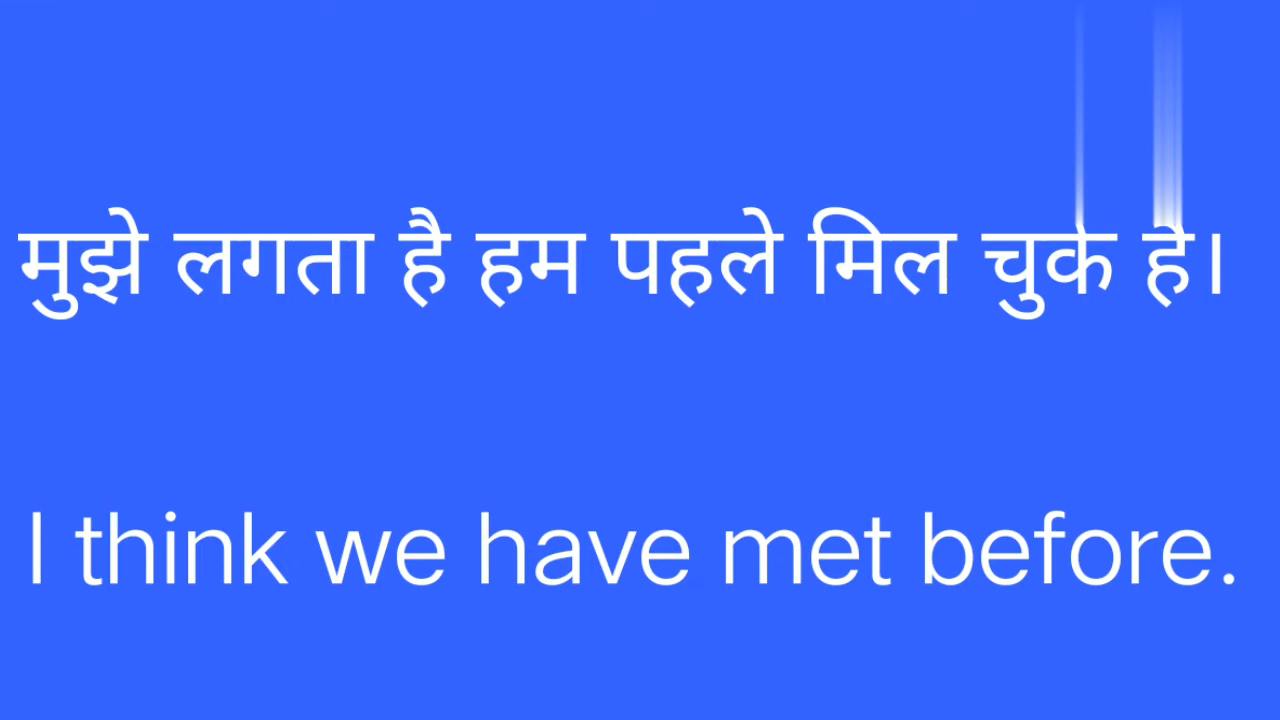 मुझे लगता है हम पहले मिल चुके हैं।
I think we have met before.